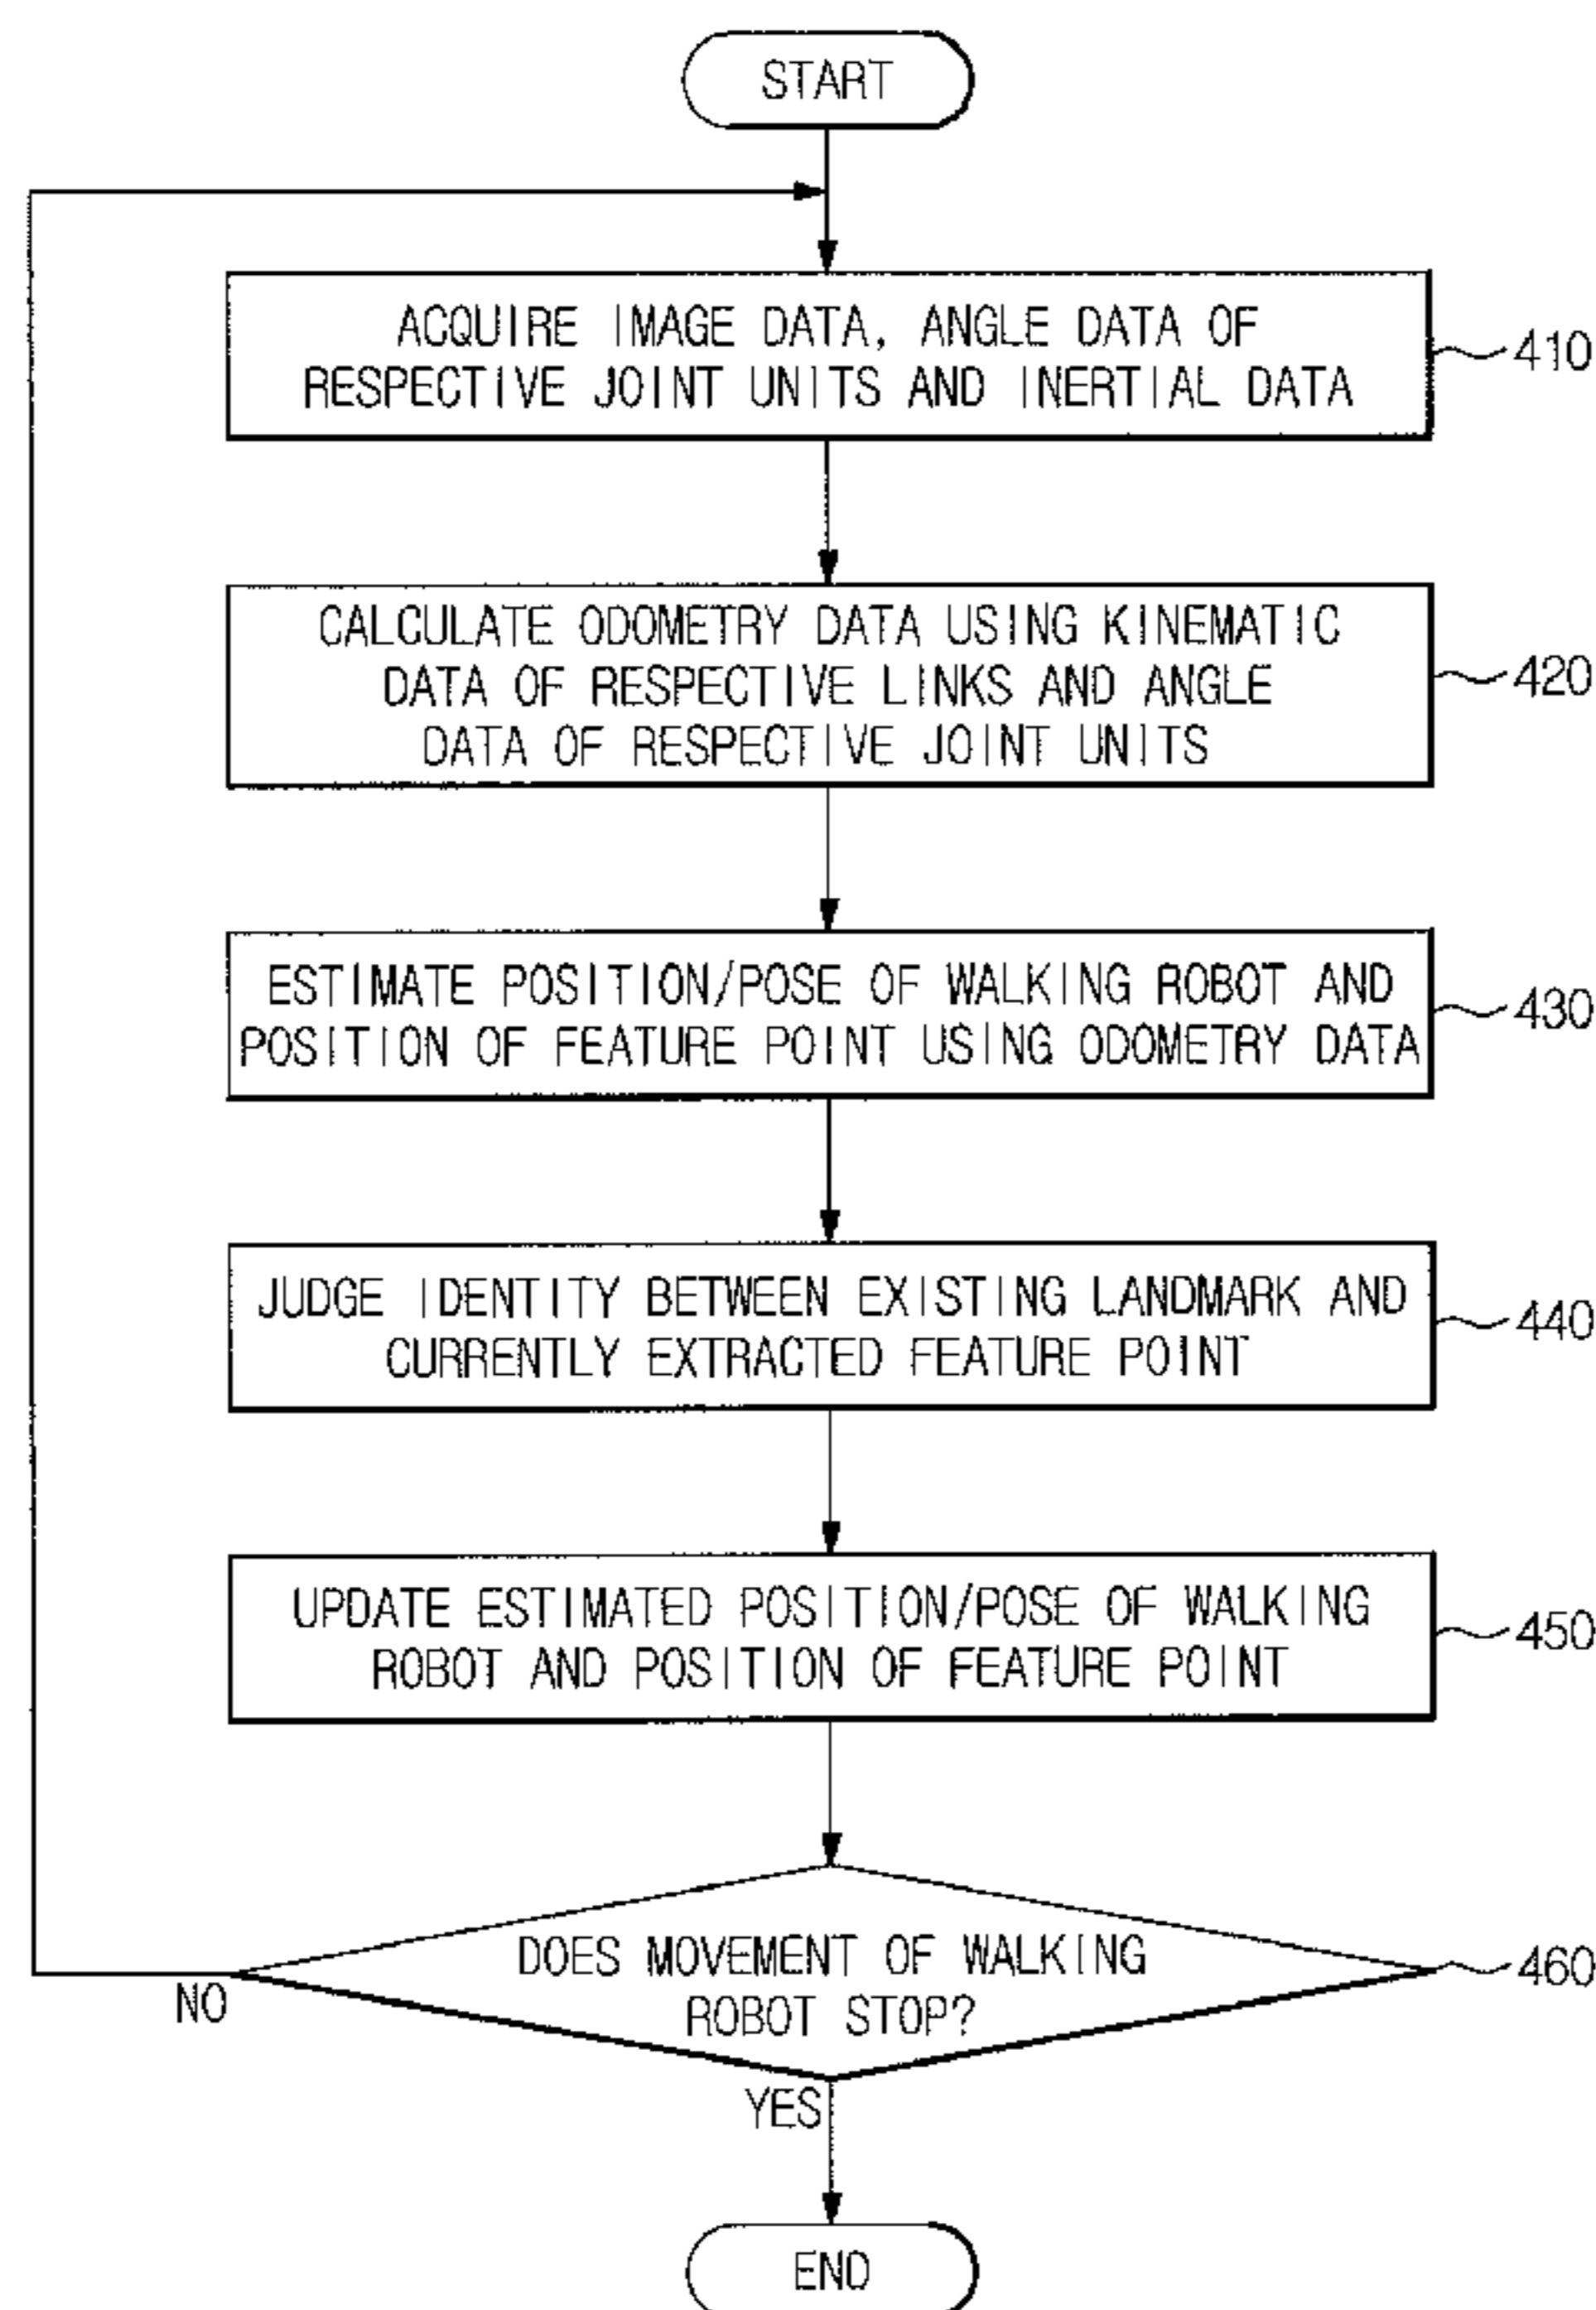 START
ACQUIRE IMAGE DATA, ANGLE DATA OF
RESPECTIVE JOINT UNITS AND INERTIAL DATA
410
CALCULATE ODOMETRY DATA USING KINEMATIC
DATA OF RESPECTIVE LINKS AND ANGLE
DATA OF RESPECTIVE JOINT UNITS
420
ESTIMATE POSITION/POSE OF WALKING ROBOT AND
POSITION OF FEATURE POINT USING ODOMETRY DATA
430
JUDGE IDENTITY BETWEEN EXISTING LANDMARK AND
CURRENTLY EXTRACTED FEATURE POINT
440
UPDATE ESTIMATED POSITION/POSE OF WALKING
ROBOT AND POSITION OF FEATURE POINT
450
DOES MOVEMENT OF WALKING
ROBOT STOP?
460
NO
YES
END